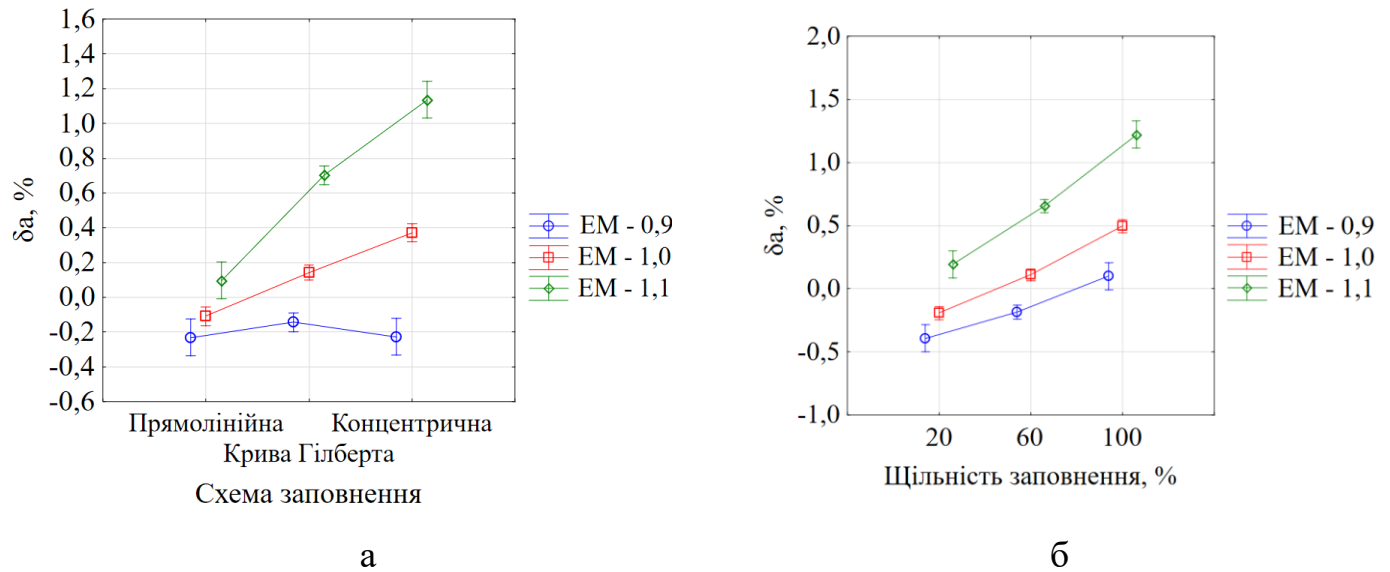 1,6
1,4
1,2
1,0
0,8
0,6
0,4
0,2
0,0
-0,2
-0,4
-0,6
δa, %
Прямолінійна
Концентрична
Крива Гілберта
Схема заповнення
EM - 0,9
EM - 1,0
EM - 1,1
а
2,0
1,5
1,0
0,5
0,0
-0,5
-1,0
δa, %
20 60 100
Щільність заповнення, %
EM - 0,9
EM - 1,0
EM - 1,1
б